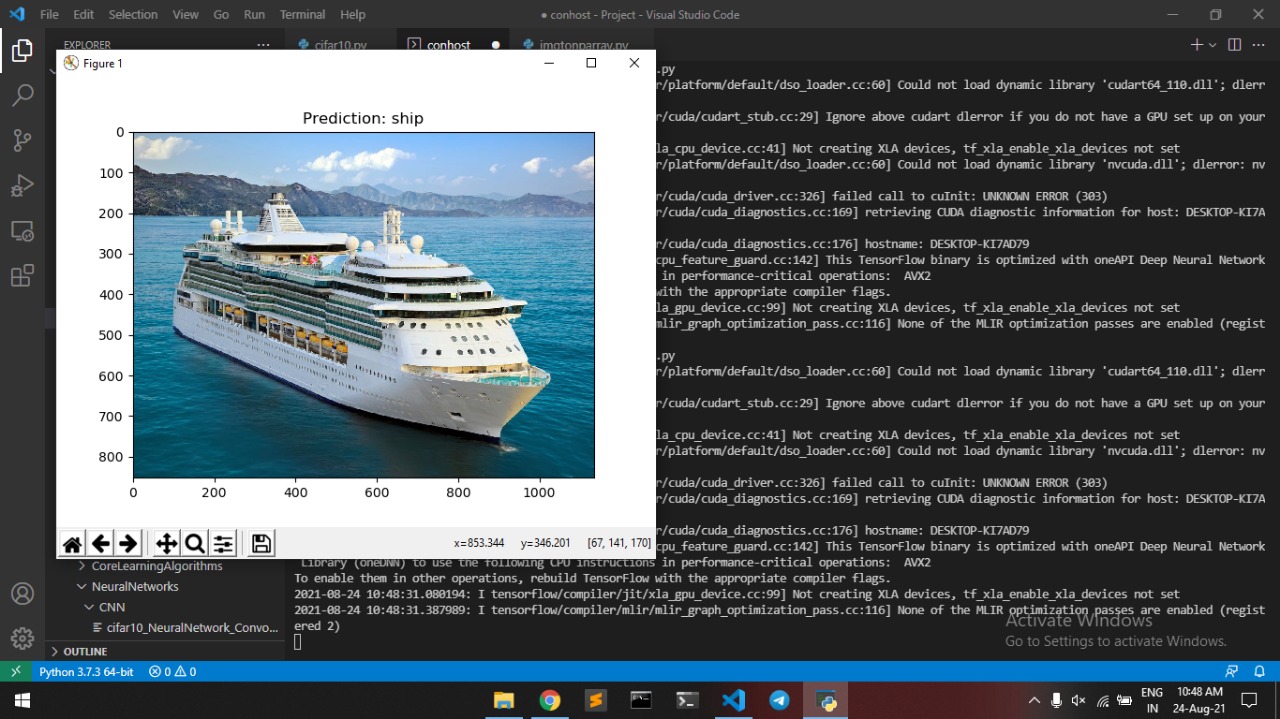 File Edit Selection View Go Run Terminal Help
● conhost - Project - Visual Studio Code
EXPLORER
cifar10.py
conhost
imgtonparray.py
Figure 1
Prediction: ship
0
100
200
300
400
500
600
700
800
0 200 400 600 800 1000
x=853.344 y=346.201 [67, 141, 170]
.py
r/platform/default/dso_loader.cc:60] Could not load dynamic library 'cudart64_110.dll'; dlerr
r/cuda/cudart_stub.cc:29] Ignore above cudart dlerror if you do not have a GPU set up on your
la_cpu_device.cc:41] Not creating XLA devices, tf_xla_enable_xla_devices not set
r/platform/default/dso_loader.cc:60] Could not load dynamic library 'nvcuda.dll'; dlerror: nv
r/cuda/cuda_driver.cc:326] failed call to cuInit: UNKNOWN ERROR (303)
r/cuda/cuda_diagnostics.cc:169] retrieving CUDA diagnostic information for host: DESKTOP-KI7A
r/cuda/cuda_diagnostics.cc:176] hostname: DESKTOP-KI7AD79
cpu_feature_guard.cc:142] This TensorFlow binary is optimized with oneAPI Deep Neural Network
in performance-critical operations: AVX2
with the appropriate compiler flags.
la_gpu_device.cc:99] Not creating XLA devices, tf_xla_enable_xla_devices not set
mlir_graph_optimization_pass.cc:116] None of the MLIR optimization passes are enabled (regist
.py
r/platform/default/dso_loader.cc:60] Could not load dynamic library 'cudart64_110.dll'; dlerr
r/cuda/cudart_stub.cc:29] Ignore above cudart dlerror if you do not have a GPU set up on your
la_cpu_device.cc:41] Not creating XLA devices, tf_xla_enable_xla_devices not set
r/platform/default/dso_loader.cc:60] Could not load dynamic library 'nvcuda.dll'; dlerror: nv
r/cuda/cuda_driver.cc:326] failed call to cuInit: UNKNOWN ERROR (303)
r/cuda/cuda_diagnostics.cc:169] retrieving CUDA diagnostic information for host: DESKTOP-KI7A
r/cuda/cuda_diagnostics.cc:176] hostname: DESKTOP-KI7AD79
cpu_feature_guard.cc:142] This TensorFlow binary is optimized with oneAPI Deep Neural Network
Library (oneDNN) to use the following CPU instructions in performance-critical operations: AVX2
To enable them in other operations, rebuild TensorFlow with the appropriate compiler flags.
2021-08-24 10:48:31.080194: I tensorflow/compiler/jit/xla_gpu_device.cc:99] Not creating XLA devices, tf_xla_enable_xla_devices not set
2021-08-24 10:48:31.387989: I tensorflow/compiler/mlir/mlir_graph_optimization_pass.cc:116] None of the MLIR optimization passes are enabled (regist
ered 2)
CoreLearningAlgorithms
NeuralNetworks
CNN
cifar10_NeuralNetwork_Convo...
OUTLINE
Activate Windows
Go to Settings to activate Windows.
Python 3.7.3 64-bit 0 0
ENG
IN
10:48 AM
24-Aug-21